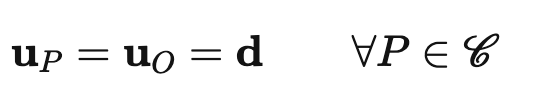 𝐮_P = 𝐮_O = 𝐝  ∀P ∈ 𝒞